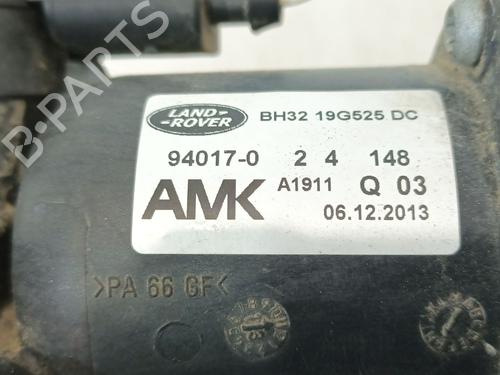 LAND-
ROVER
BH32 19G525 DC
94017-0 2 4 148
AMK A1911 Q 03
06.12.2013
>PA 66 GF<
13